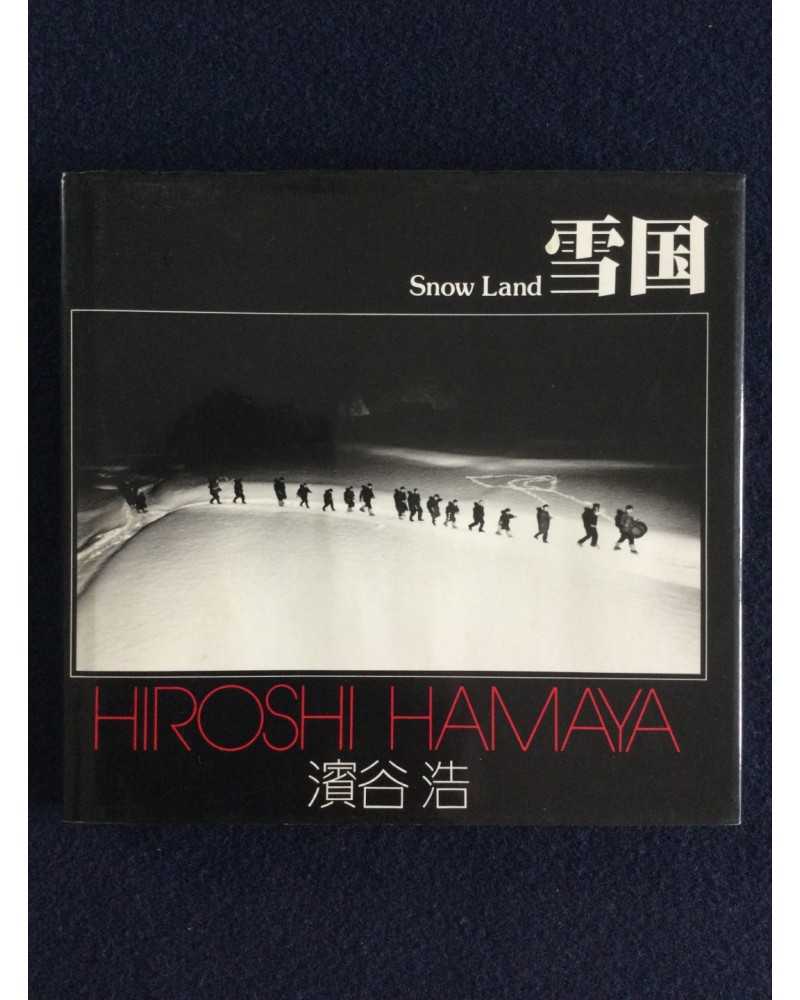 Snow Land 雪国
HIROSHI HAMAYA
濱谷 浩